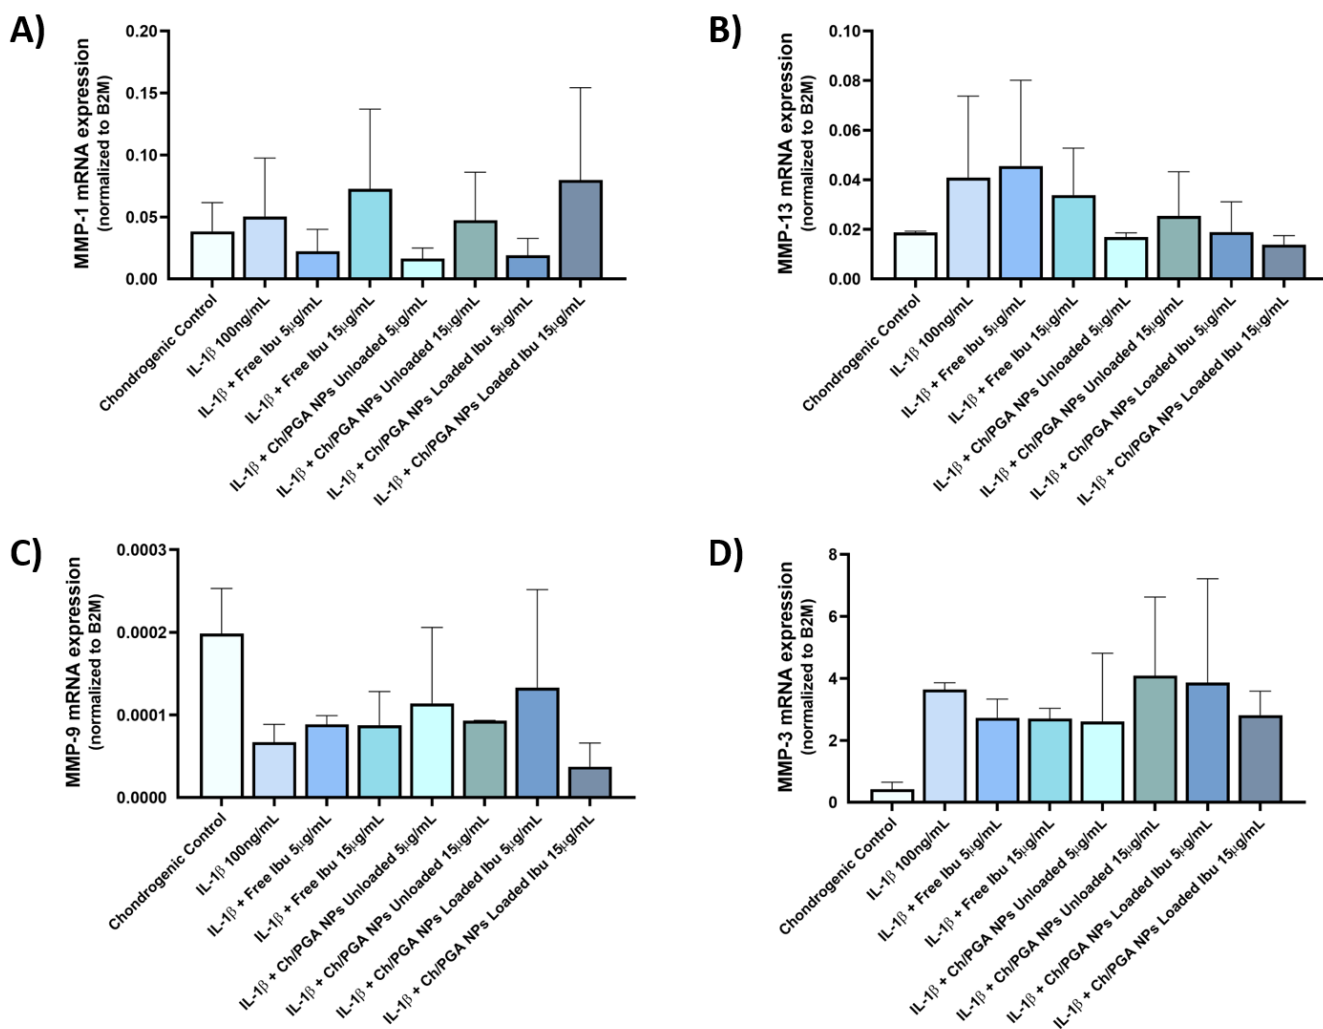 A)
MMP-1 mRNA expression
(normalized to B2M)
0.20
0.15
0.10
0.05
0.00
Chondrogenic Control
IL-1β 100ng/mL
IL-1β + Free Ibu 5μg/mL
IL-1β + Free Ibu 15μg/mL
IL-1β + Ch/PGA NPs Unloaded 5μg/mL
IL-1β + Ch/PGA NPs Unloaded 15μg/mL
IL-1β + Ch/PGA NPs Loaded Ibu 5μg/mL
IL-1β + Ch/PGA NPs Loaded Ibu 15μg/mL
B)
MMP-13 mRNA expression
(normalized to B2M)
0.10
0.08
0.06
0.04
0.02
0.00
Chondrogenic Control
IL-1β 100ng/mL
IL-1β + Free Ibu 5μg/mL
IL-1β + Free Ibu 15μg/mL
IL-1β + Ch/PGA NPs Unloaded 5μg/mL
IL-1β + Ch/PGA NPs Unloaded 15μg/mL
IL-1β + Ch/PGA NPs Loaded Ibu 5μg/mL
IL-1β + Ch/PGA NPs Loaded Ibu 15μg/mL
C)
MMP-9 mRNA expression
(normalized to B2M)
0.0003
0.0002
0.0001
0.0000
Chondrogenic Control
IL-1β 100ng/mL
IL-1β + Free Ibu 5μg/mL
IL-1β + Free Ibu 15μg/mL
IL-1β + Ch/PGA NPs Unloaded 5μg/mL
IL-1β + Ch/PGA NPs Unloaded 15μg/mL
IL-1β + Ch/PGA NPs Loaded Ibu 5μg/mL
IL-1β + Ch/PGA NPs Loaded Ibu 15μg/mL
D)
MMP-3 mRNA expression
(normalized to B2M)
8
6
4
2
0
Chondrogenic Control
IL-1β 100ng/mL
IL-1β + Free Ibu 5μg/mL
IL-1β + Free Ibu 15μg/mL
IL-1β + Ch/PGA NPs Unloaded 5μg/mL
IL-1β + Ch/PGA NPs Unloaded 15μg/mL
IL-1β + Ch/PGA NPs Loaded Ibu 5μg/mL
IL-1β + Ch/PGA NPs Loaded Ibu 15μg/mL